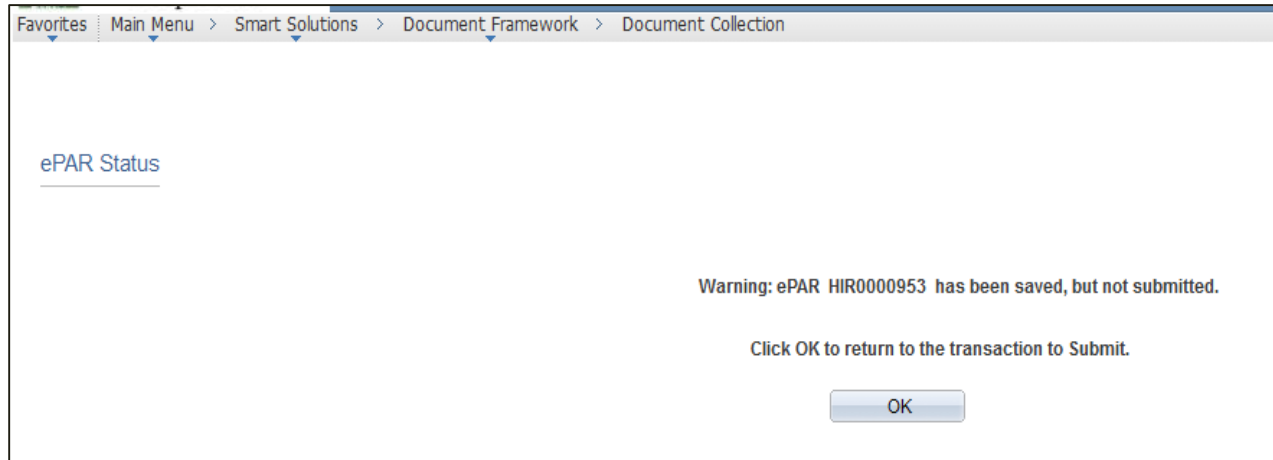 Favorites Main Menu > Smart Solutions > Document Framework > Document Collection
ePAR Status
Warning: ePAR HIR0000953 has been saved, but not submitted.
Click OK to return to the transaction to Submit.
OK